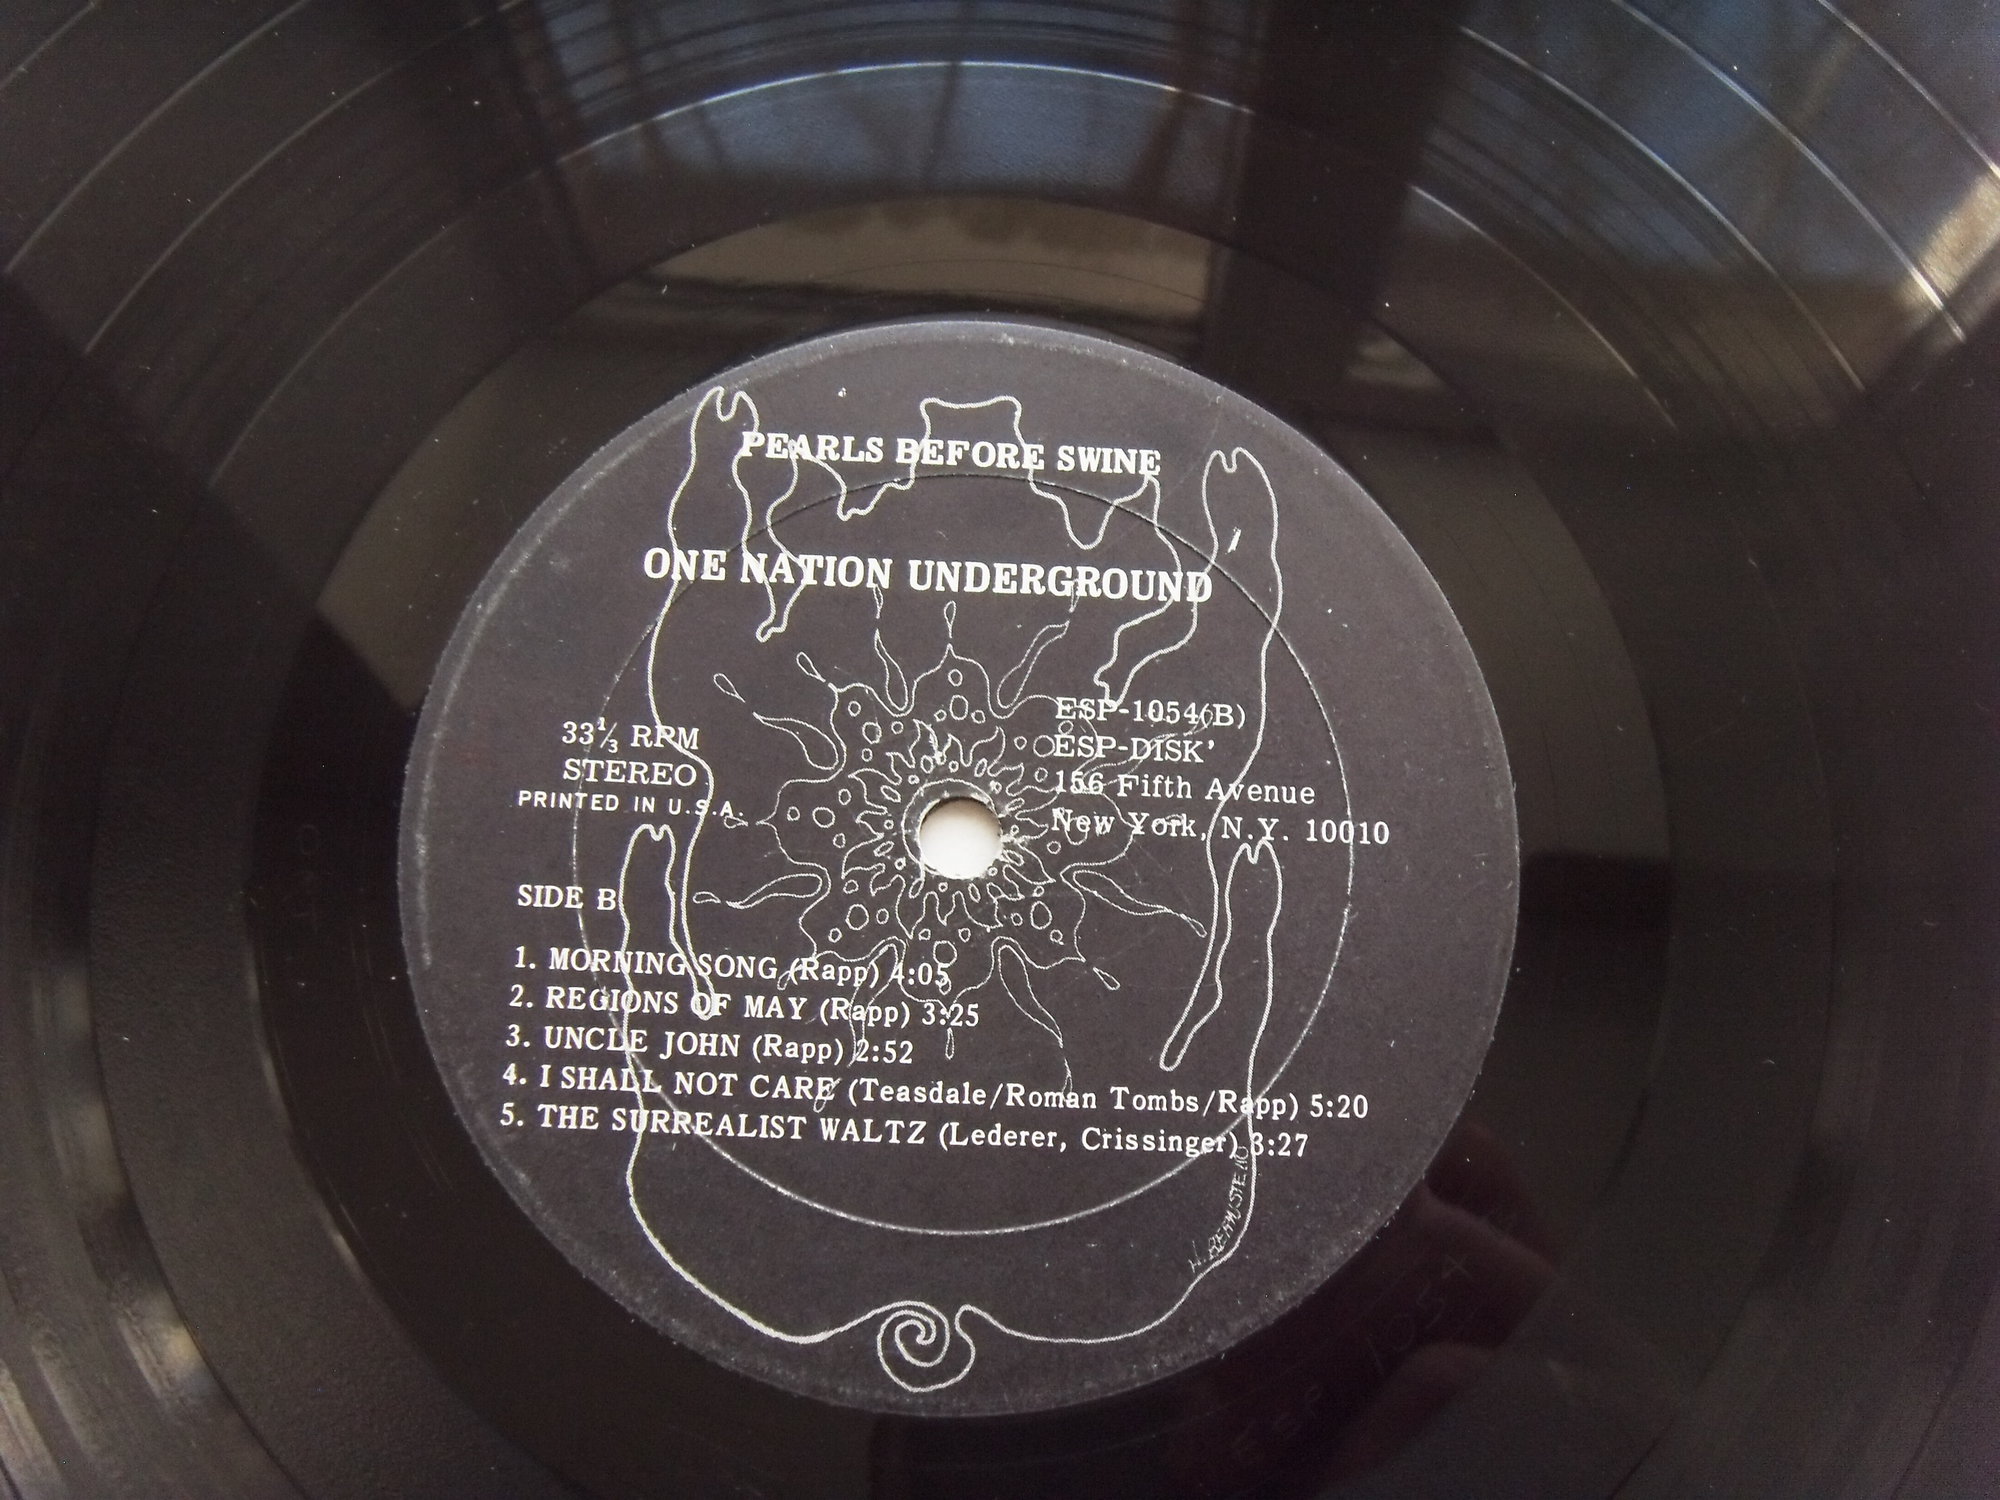 PEARLS BEFORE SWINE
ONE NATION UNDERGROUND
33⅓ RPM
STEREO
PRINTED IN U.S.A.
ESP-1054(B)
ESP-DISK'
156 Fifth Avenue
New York, N.Y. 10010
SIDE B
1. MORNING SONG (Rapp) 4:05
2. REGIONS OF MAY (Rapp) 3:25
3. UNCLE JOHN (Rapp) 2:52
4. I SHALL NOT CARE (Teasdale/Roman Tombs/Rapp) 5:20
5. THE SURREALIST WALTZ (Lederer, Crissinger) 3:27